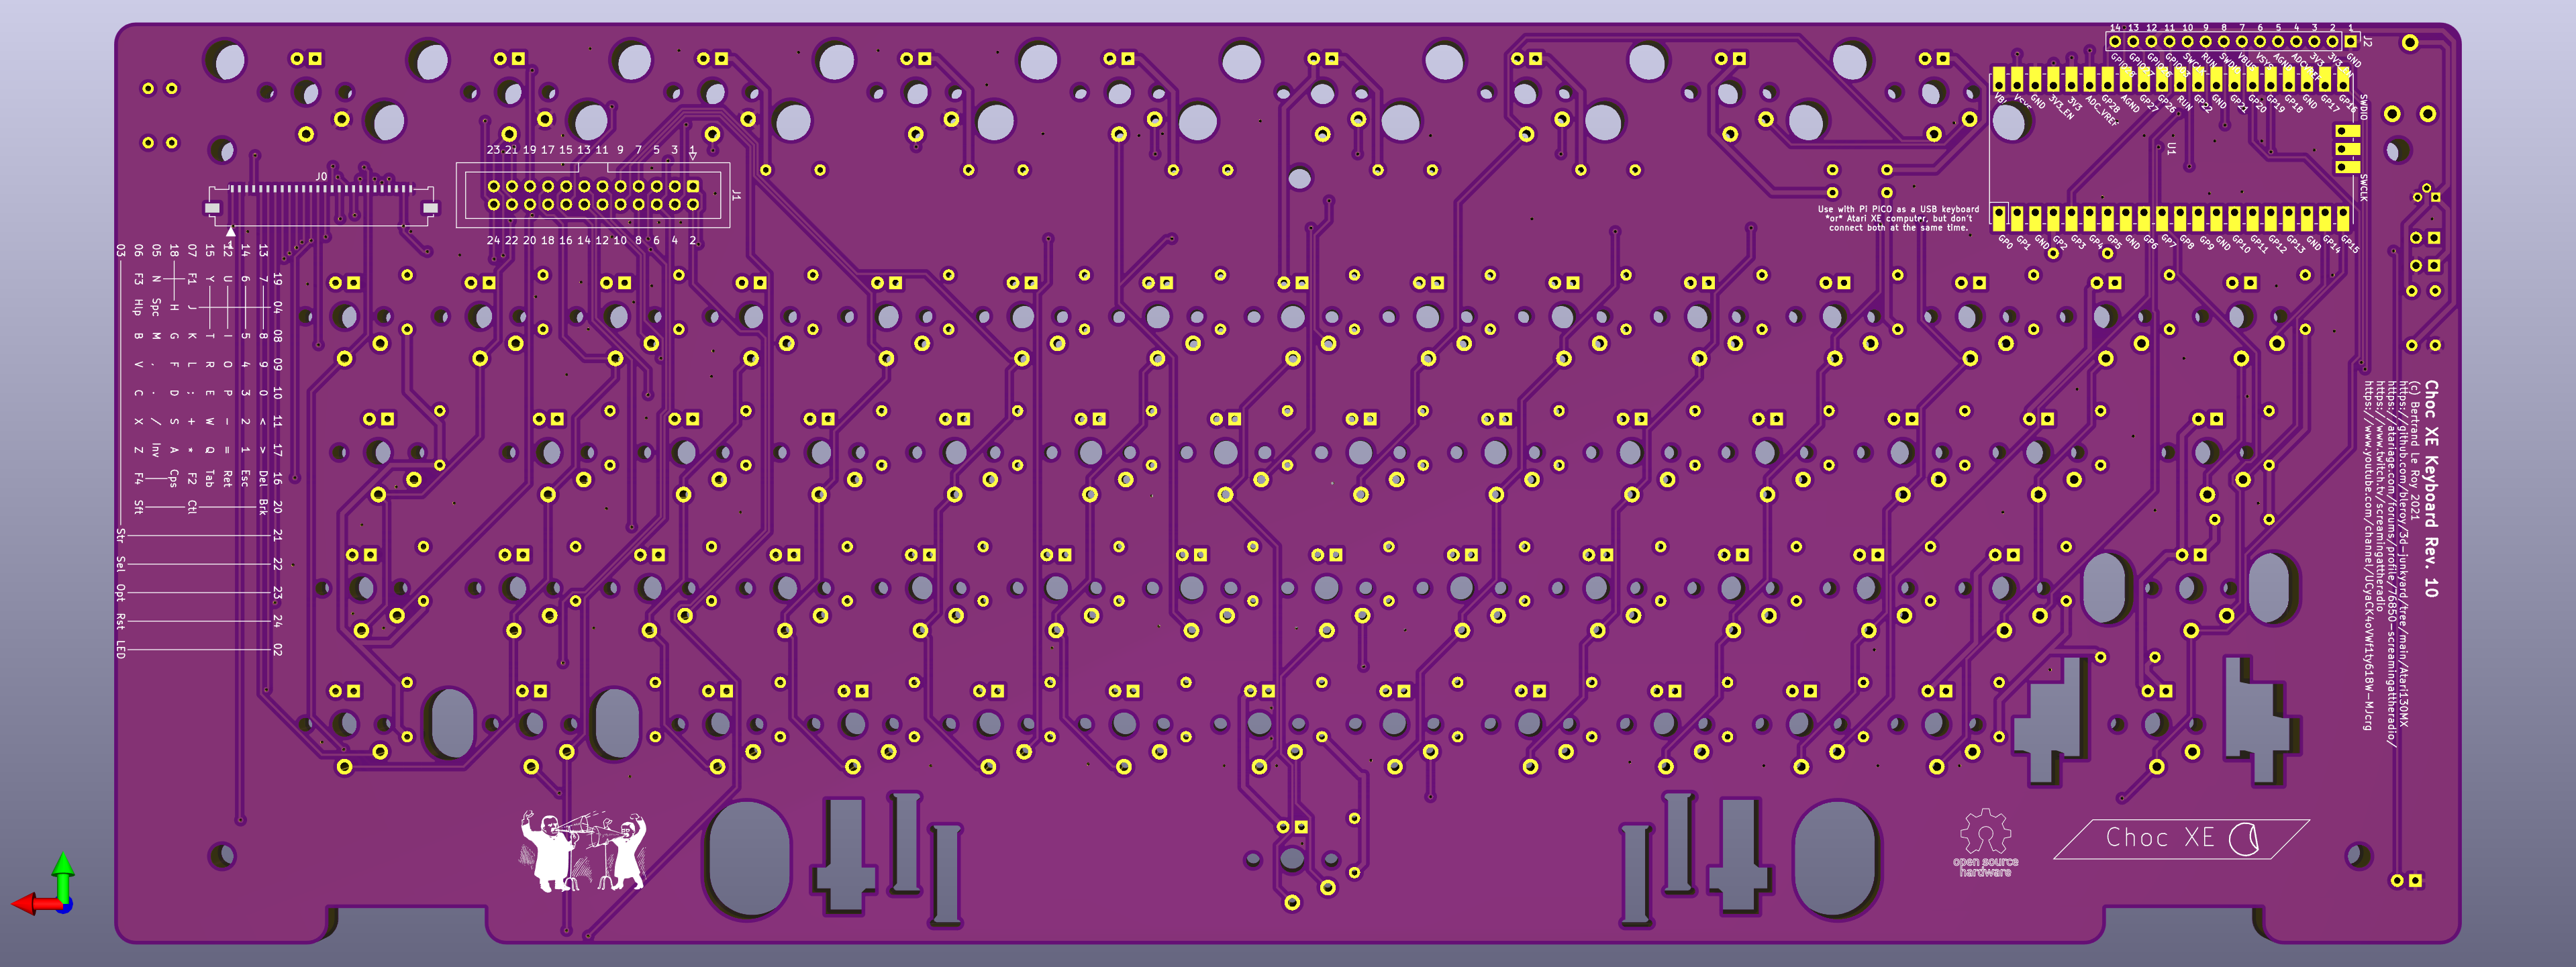 14 13 12 11 10 9 8 7 6 5 4 3 2 1
J2
GND
SWDIO
SWCLK
U1
VSYS GND 3V3_EN 3V3 ADC_VREF GP28 AGND GP27 GP26 RUN GP22 GND GP21 GP20 GP19 GP18 GND GP17 GP16
GP0 GP1 GND GP2 GP3 GP4 GP5 GND GP6 GP7 GP8 GP9 GND GP10 GP11 GP12 GP13 GND GP14 GP15
Use with Pi PICO as a USB keyboard
*or* Atari XE computer, but don't
connect both at the same time.
J0
1
23 21 19 17 15 13 11 9 7 5 3 1
J1
24 22 20 18 16 14 12 10 8 6 4 2
03 06 05 18 07 15 12 14 13
F3 N F1 Y U 6 7 19
Hlp Spc H J 04
B M G K T I 5 8 08
V . F L R O 4 9 09
C , D : E P 3 0 10
X / S + W - 2 < 11
Z Inv A * Q = 1 > 17
F4 Cps F2 Tab Ret Esc Del 16
Sft Ctl Brk 20
Str 21
Sel 22
Opt 23
Rst 24
LED 02
Choc XE Keyboard Rev. 10
(c) Bertrand Le Roy 2021
https://github.com/bleroy/3d-junkyard/tree/main/Atari130MX
https://atariage.com/forums/profile/76850-screamingattheradio/
https://www.twitch.tv/screamingattheradio
https://www.youtube.com/channel/UCyaCK4oVWf1ty618W-MJcrg
open source
hardware
Choc XE